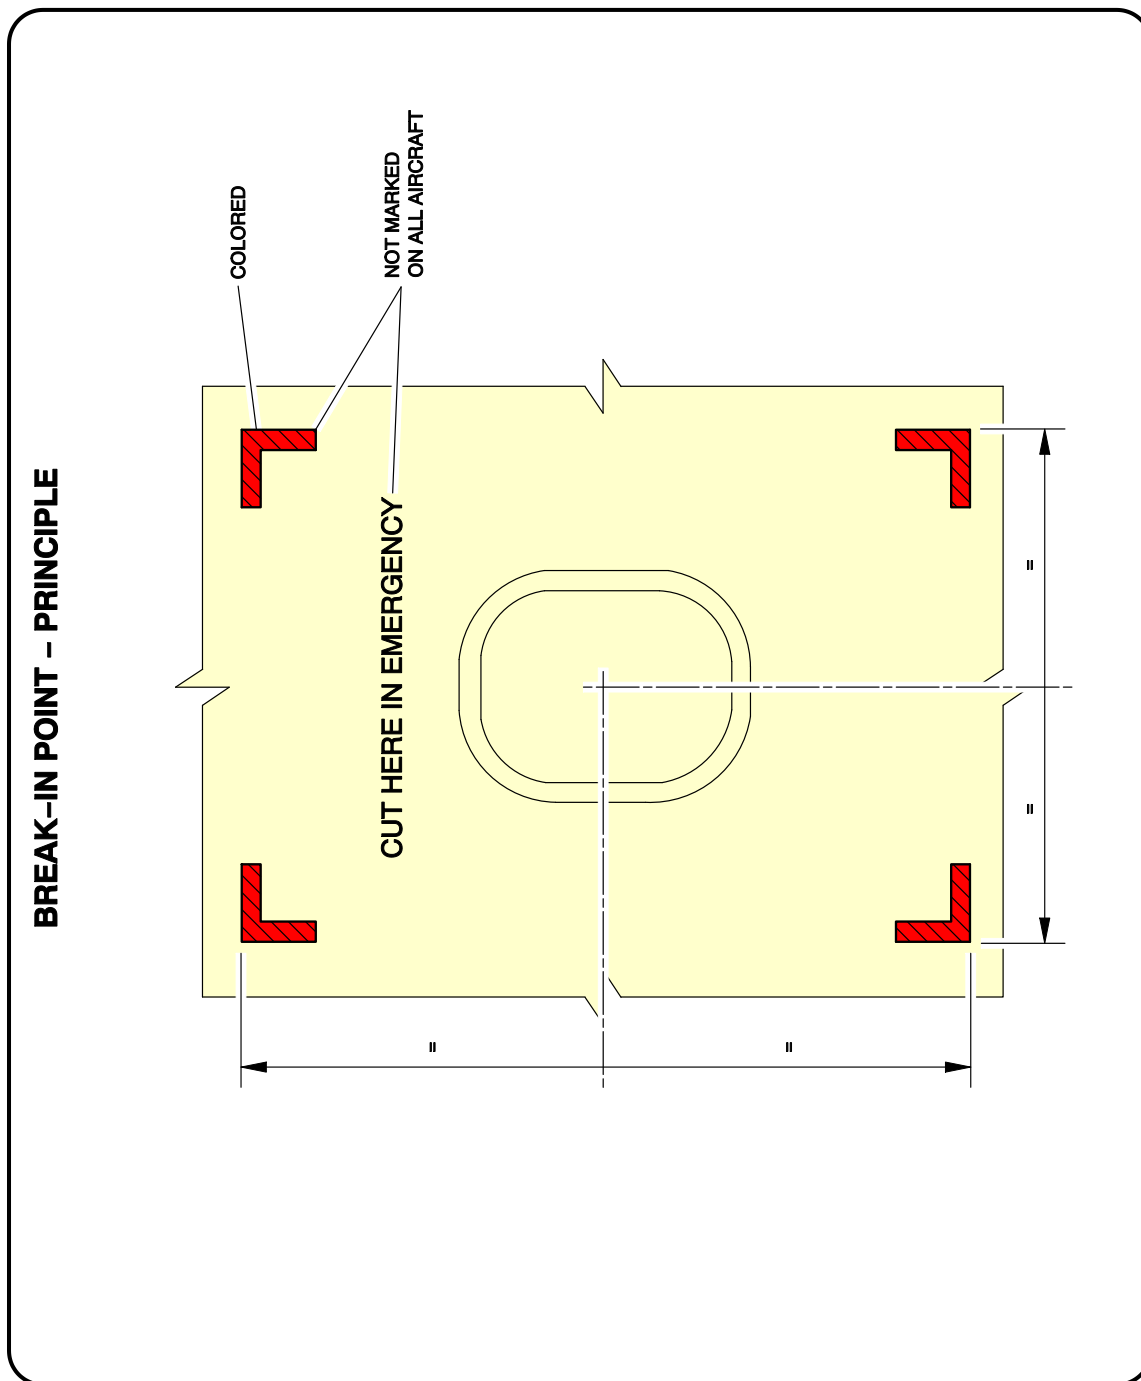 BREAK–IN POINT – PRINCIPLE
COLORED
NOT MARKED
ON ALL AIRCRAFT
CUT HERE IN EMERGENCY
=
=
=
=